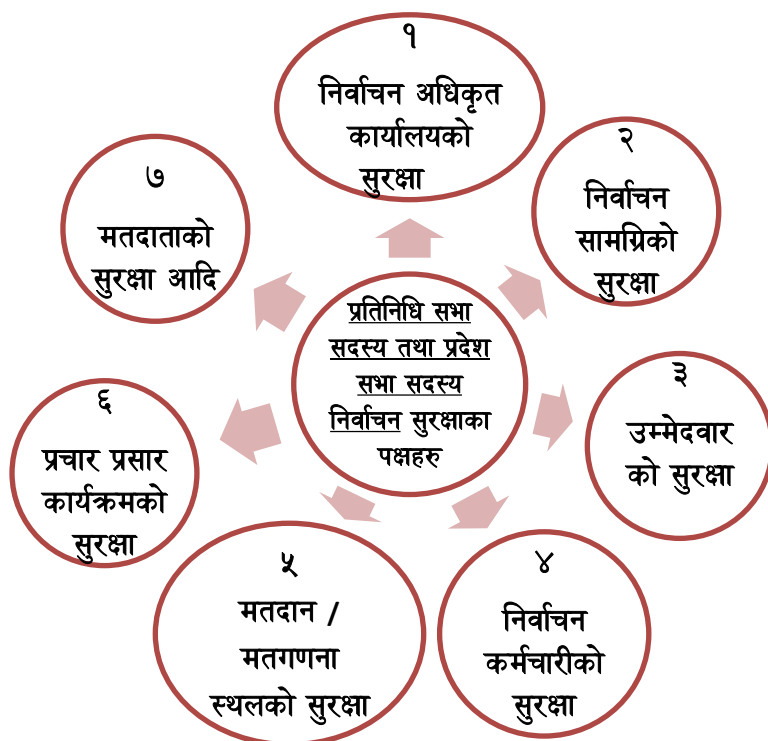 १
निर्वाचन अधिकृत
कार्यालयको
सुरक्षा
२
निर्वाचन
सामग्रिको
सुरक्षा
३
उम्मेदवार
को सुरक्षा
४
निर्वाचन
कर्मचारीको
सुरक्षा
५
मतदान /
मतगणना
स्थलको सुरक्षा
६
प्रचार प्रसार
कार्यक्रमको
सुरक्षा
७
मतदाताको
सुरक्षा आदि
प्रतिनिधि सभा
सदस्य तथा प्रदेश
सभा सदस्य
निर्वाचन सुरक्षाका
पक्षहरु